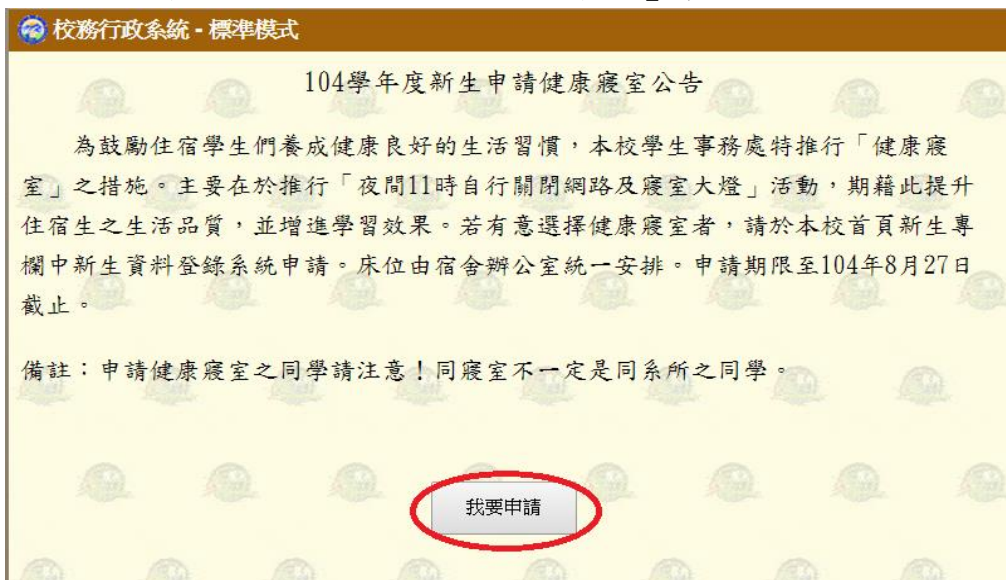 校務行政系統 - 標準模式
104學年度新生申請健康寢室公告
為鼓勵住宿學生們養成健康良好的生活習慣，本校學生事務處特推行「健康寢
室」之措施。主要在於推行「夜間11時自行關閉網路及寢室大燈」活動，期藉此提升
住宿生之生活品質，並增進學習效果。若有意選擇健康寢室者，請於本校首頁新生專
欄中新生資料登錄系統申請。床位由宿舍辦公室統一安排。申請期限至104年8月27日
截止。
備註：申請健康寢室之同學請注意！同寢室不一定是同系所之同學。
我要申請